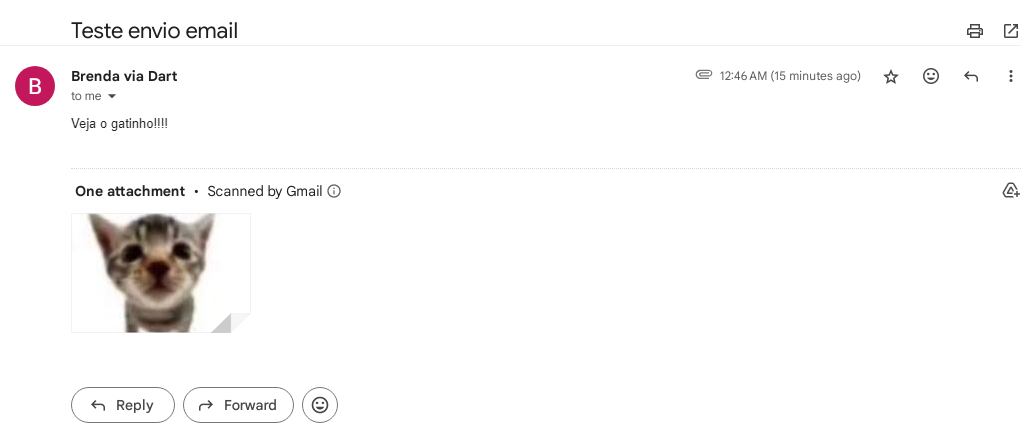 Teste envio email
B
Brenda via Dart
12:46 AM (15 minutes ago)
to me
Veja o gatinho!!!!
One attachment • Scanned by Gmail
Reply
Forward